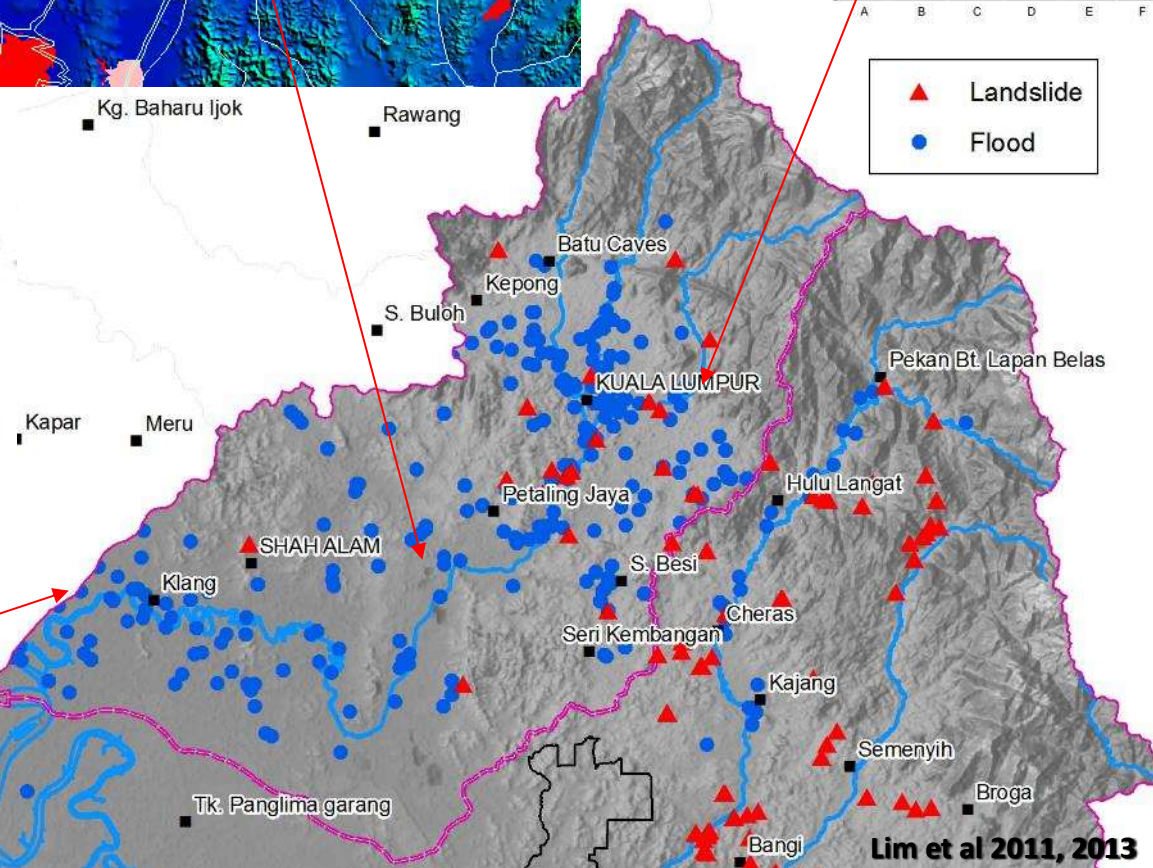 A B C D E F
Landslide
Flood
Kg. Baharu Ijok
Rawang
Batu Caves
Kepong
S. Buloh
Pekan Bt. Lapan Belas
KUALA LUMPUR
Kapar
Meru
Hulu Langat
Petaling Jaya
SHAH ALAM
S. Besi
Klang
Cheras
Seri Kembangan
Kajang
Semenyih
Broga
Tk. Panglima garang
Bangi
Lim et al 2011, 2013